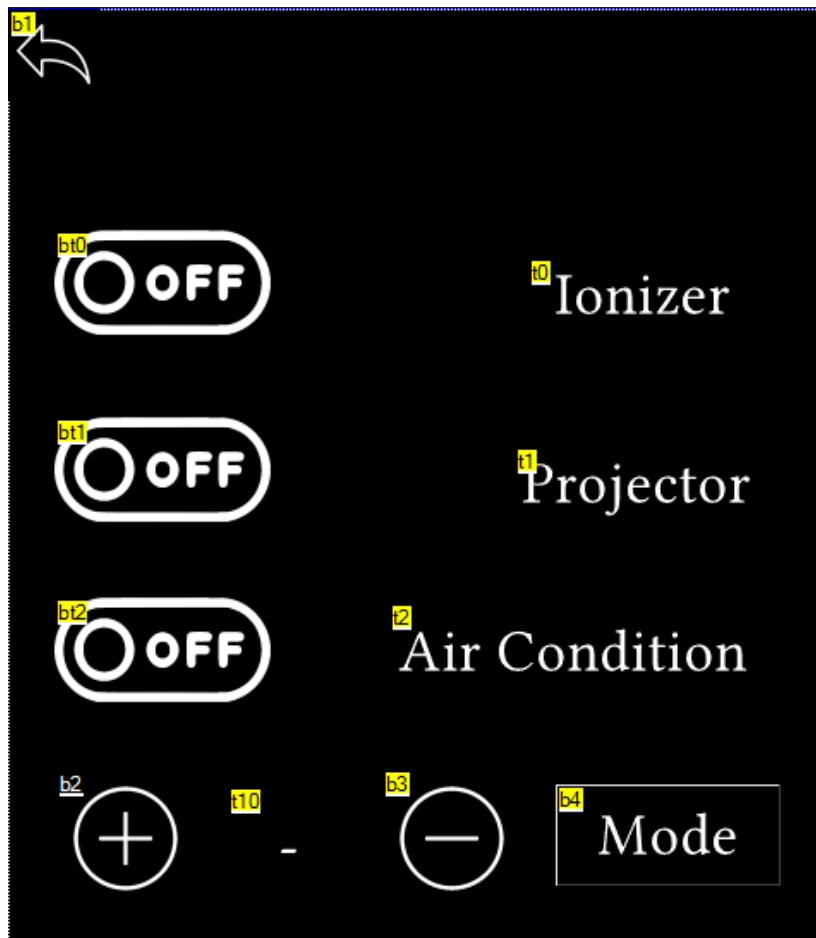 b1
bt0 OFF t0 Ionizer
bt1 OFF t1 Projector
bt2 OFF t2 Air Condition
b2 t10 - b3 b4 Mode